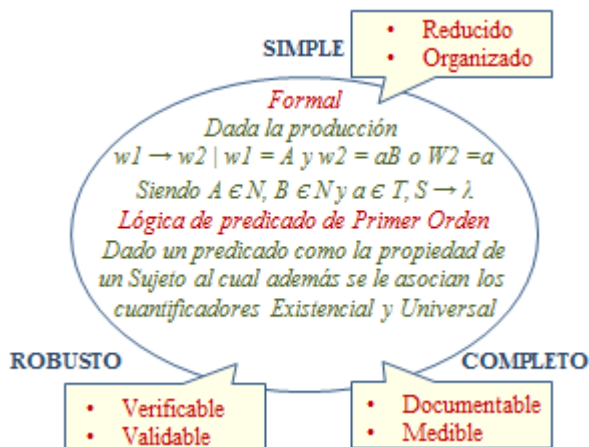 • Reducido
• Organizado
SIMPLE
Formal
Dada la producción
w1 → w2 | w1 = A y w2 = aB o W2 =a
Siendo A ϵ N, B ϵ N y a ϵ T, S → λ
Lógica de predicado de Primer Orden
Dado un predicado como la propiedad de
un Sujeto al cual además se le asocian los
cuantificadores Existencial y Universal
ROBUSTO
COMPLETO
• Verificable
• Validable
• Documentable
• Medible